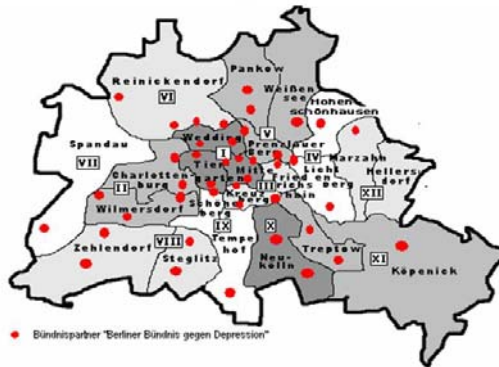 Reinickendorf
VI
Pankow
Weißen
see
Hohen
schönhausen
Spandau
VII
Wedding
I
V
Prenzlauer
Berg
IV
Marzahn
Hellers
dorf
XII
Charlotten
burg
II
Tier
garten
Mitte
III
Fried
richs
hain
Licht
en
berg
Wilmersdorf
Schöne
berg
Kreuz
berg
Zehlendorf
VIII
Steglitz
IX
Tempe
hof
X
Neu-
kölln
Treptow
XI
Köpenick
Bündnispartner "Berliner Bündnis gegen Depression"